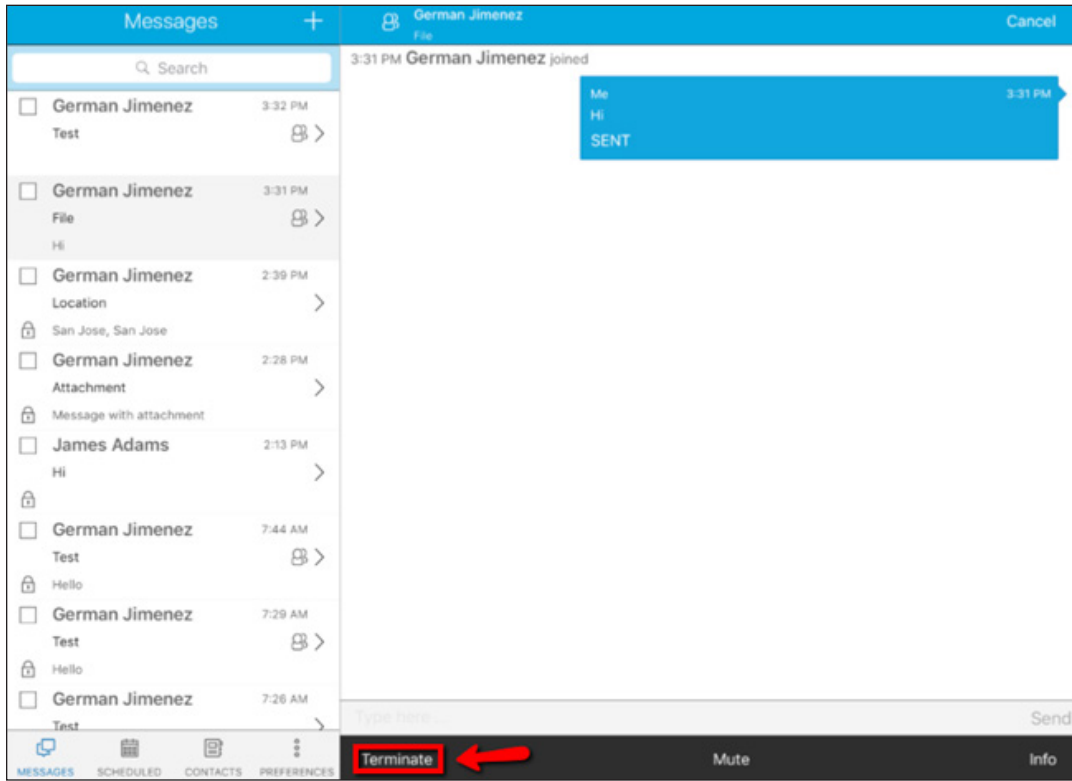 Messages +
Search
German Jimenez 3:32 PM
Test
German Jimenez 3:31 PM
File
Hi
German Jimenez 2:39 PM
Location
San Jose, San Jose
German Jimenez 2:28 PM
Attachment
Message with attachment
James Adams 2:13 PM
Hi
German Jimenez 7:44 AM
Test
Hello
German Jimenez 7:29 AM
Test
Hello
German Jimenez 7:26 AM
Test
MESSAGES SCHEDULED CONTACTS PREFERENCES
German Jimenez
File
Cancel
3:31 PM German Jimenez joined
Me 3:31 PM
Hi
SENT
Type here ... Send
Terminate Mute Info